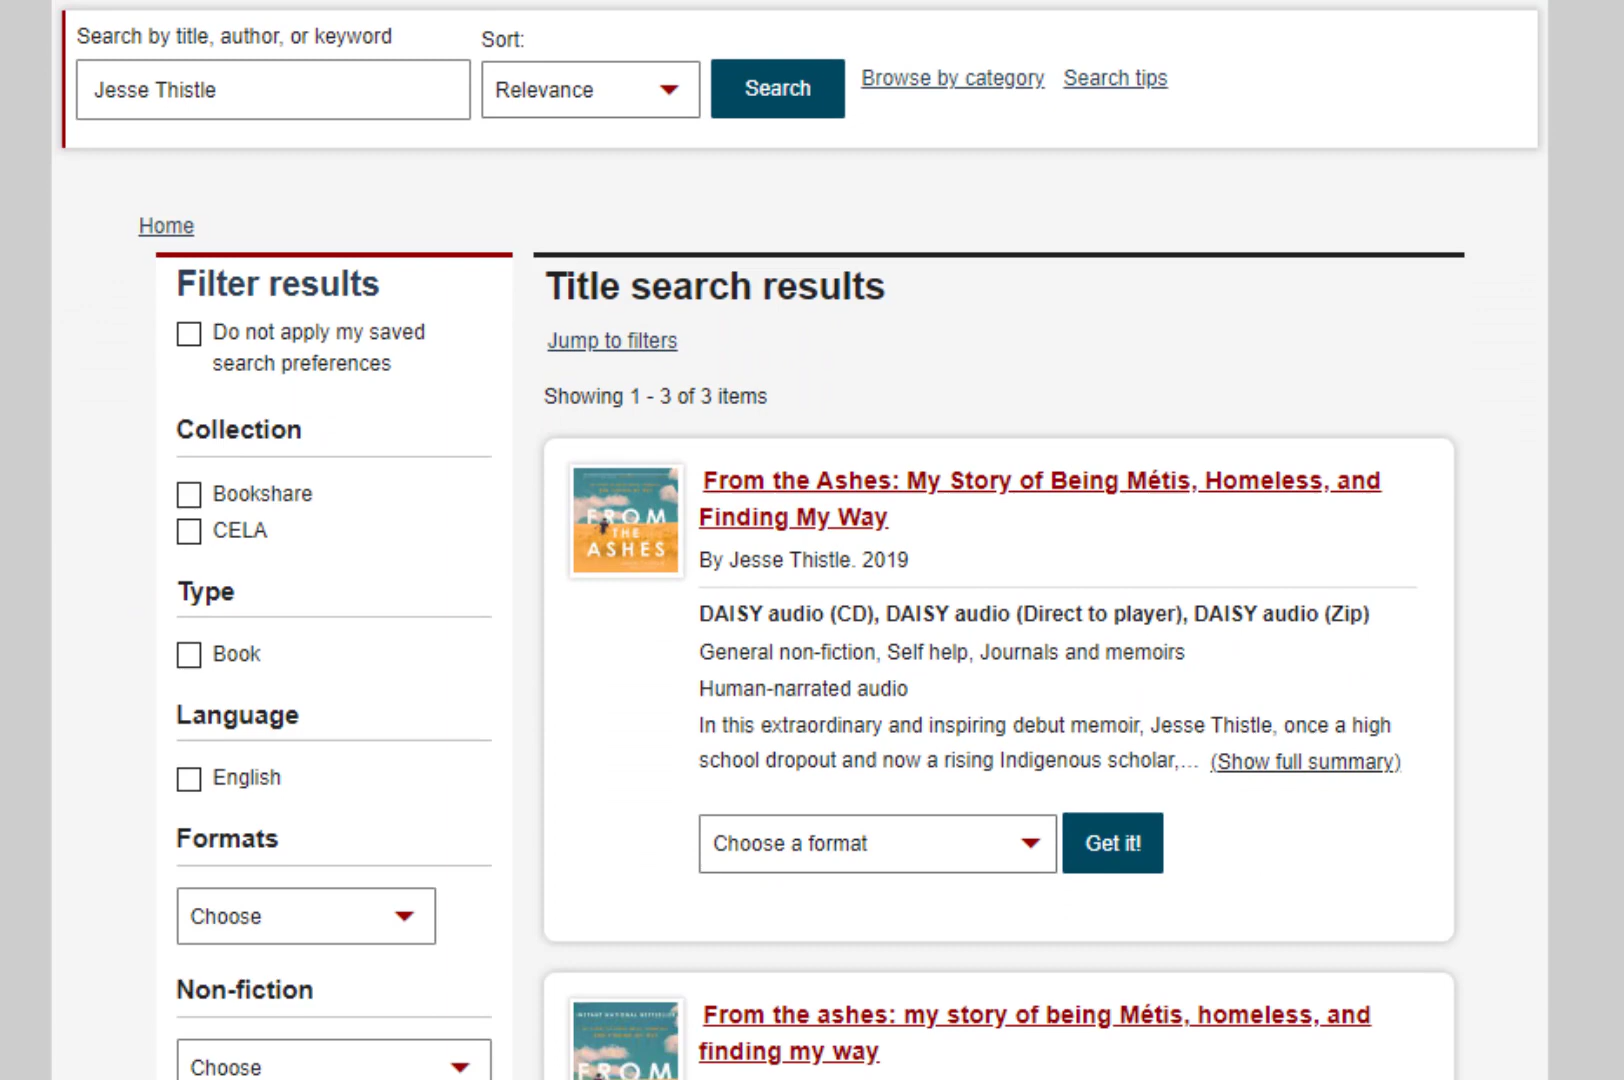 Search by title, author, or keyword
Sort:
Jesse Thistle
Relevance
Search
Browse by category
Search tips
Home
Filter results
Do not apply my saved
search preferences
Collection
Bookshare
CELA
Type
Book
Language
English
Formats
Choose
Non-fiction
Choose
Title search results
Jump to filters
Showing 1 - 3 of 3 items
FROM
THE
ASHES
From the Ashes: My Story of Being Métis, Homeless, and
Finding My Way
By Jesse Thistle. 2019
DAISY audio (CD), DAISY audio (Direct to player), DAISY audio (Zip)
General non-fiction, Self help, Journals and memoirs
Human-narrated audio
In this extraordinary and inspiring debut memoir, Jesse Thistle, once a high
school dropout and now a rising Indigenous scholar,... (Show full summary)
Choose a format
Get it!
INSTANT NATIONAL BESTSELLER
FROM
From the ashes: my story of being Métis, homeless, and
finding my way